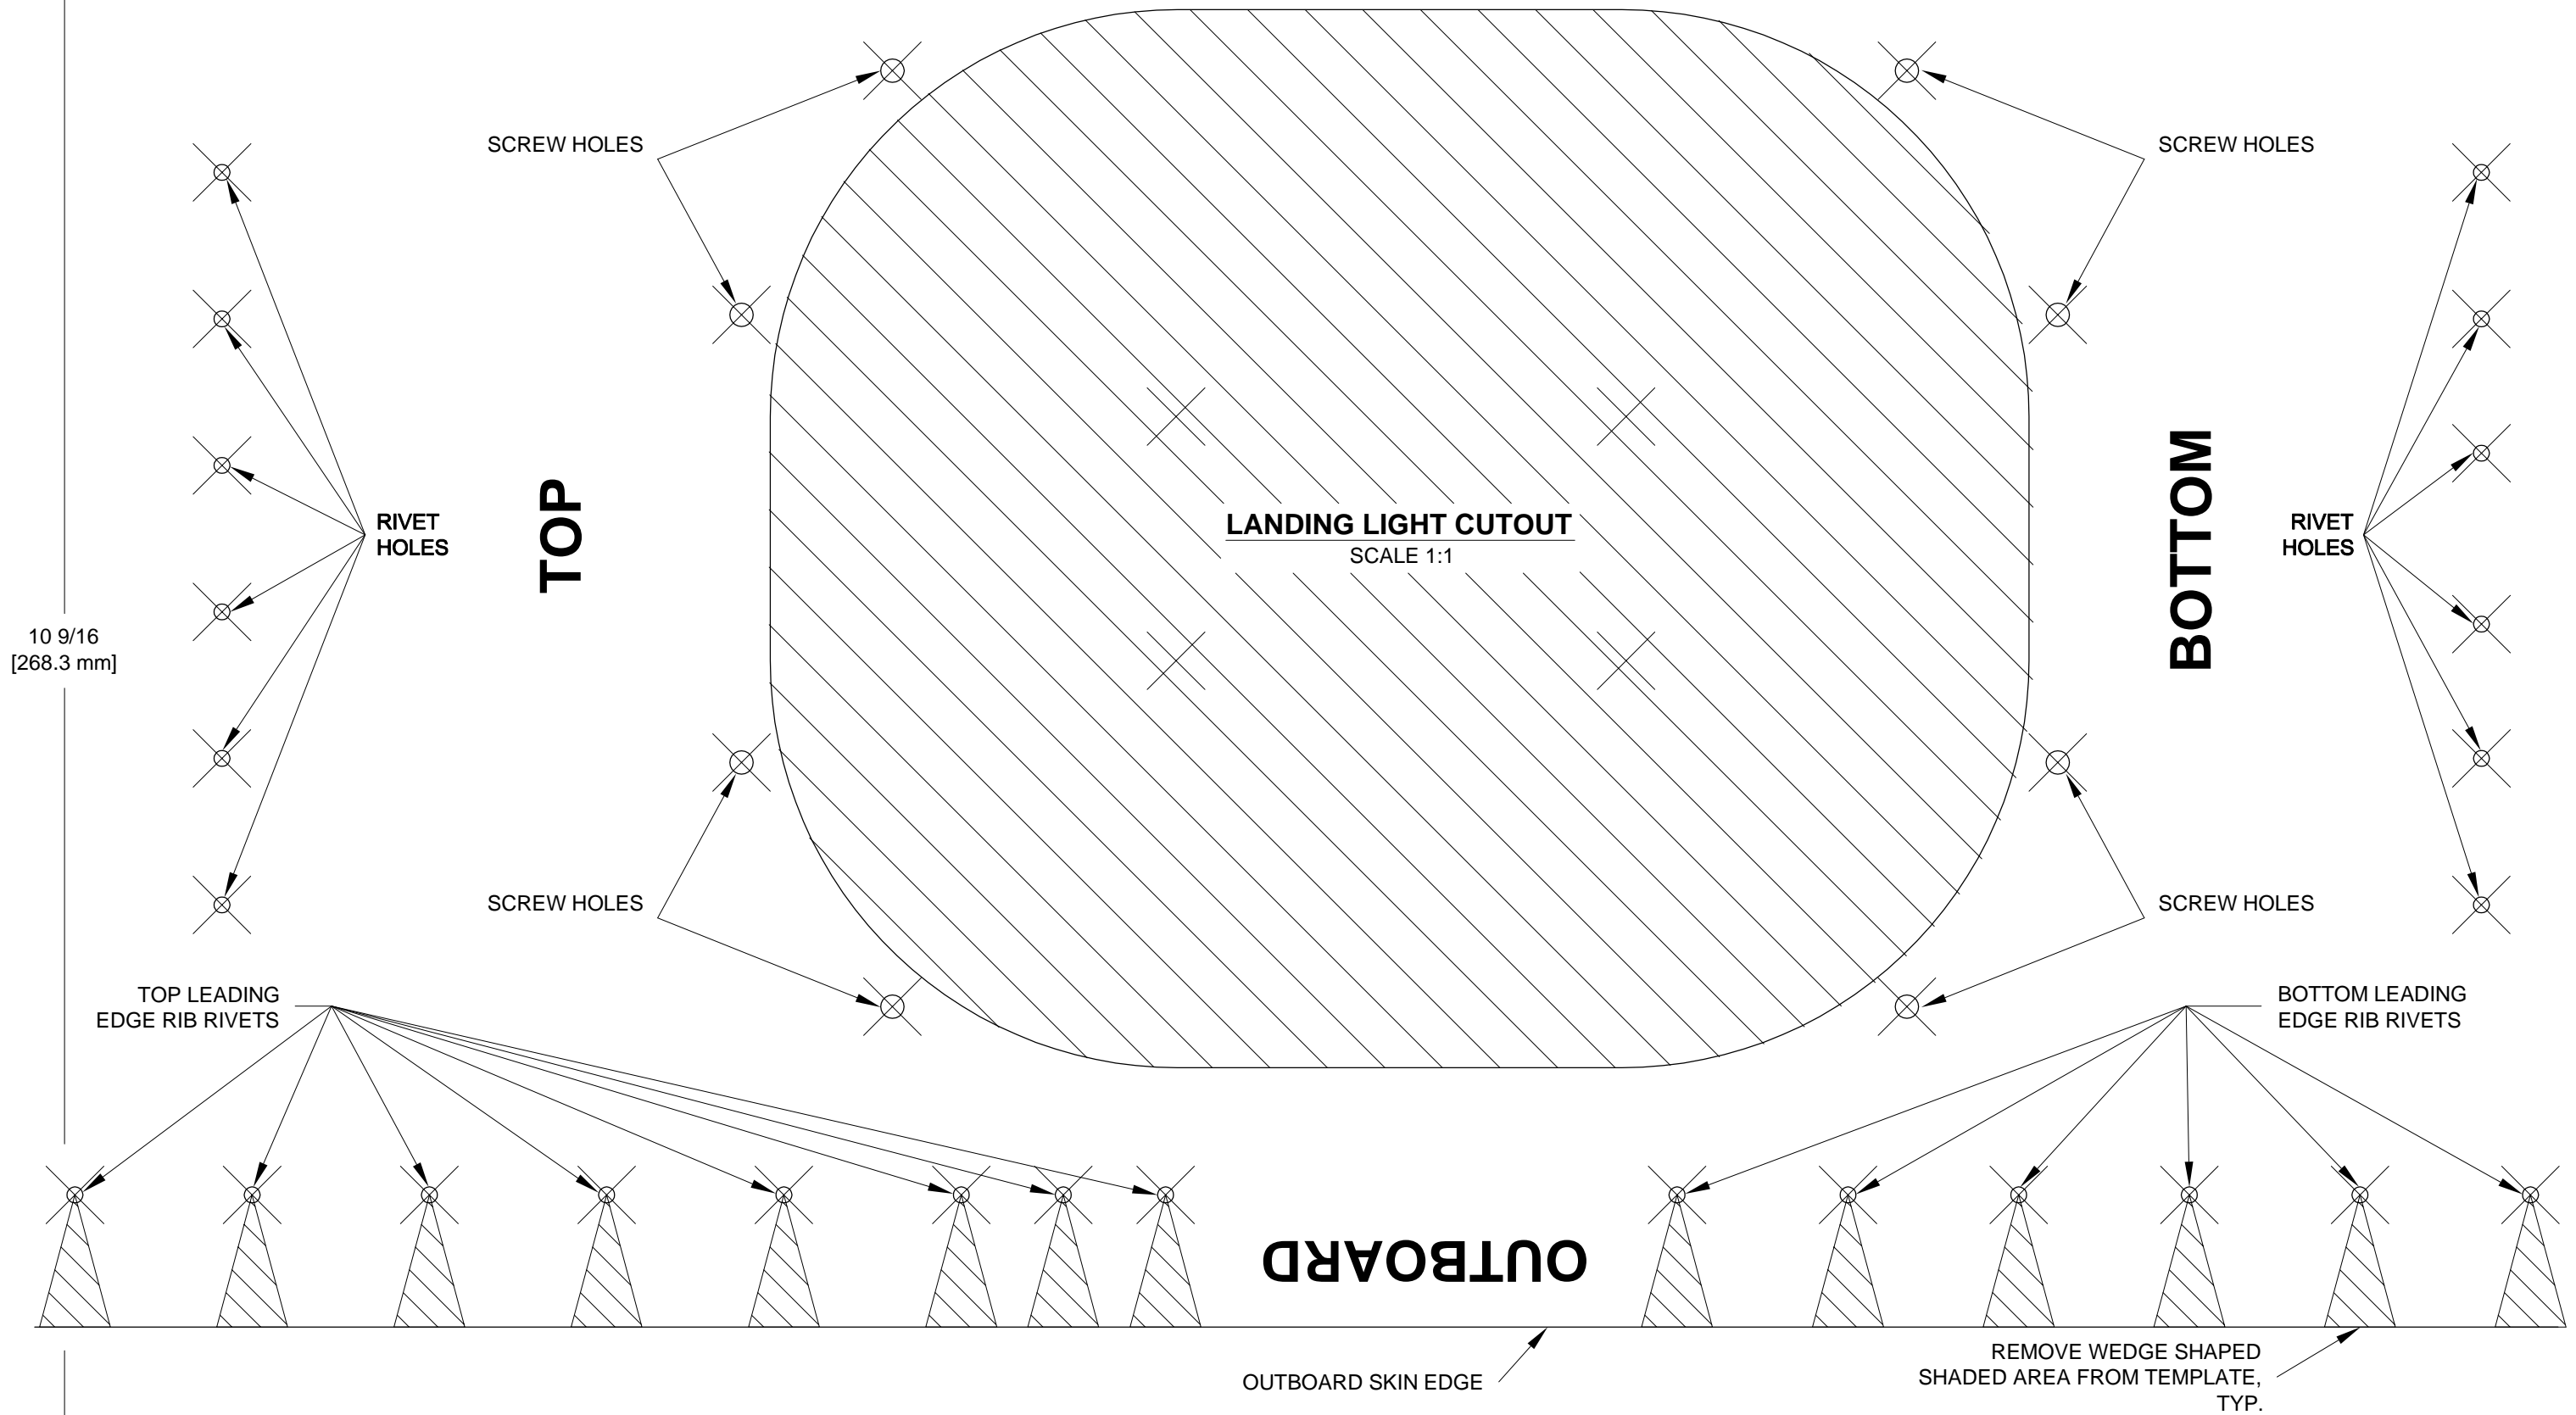 SCREW HOLES
SCREW HOLES
TOP
BOTTOM
RIVET
HOLES
LANDING LIGHT CUTOUT
SCALE 1:1
RIVET
HOLES
10 9/16
[268.3 mm]
SCREW HOLES
SCREW HOLES
TOP LEADING
EDGE RIB RIVETS
BOTTOM LEADING
EDGE RIB RIVETS
OUTBOARD
OUTBOARD SKIN EDGE
REMOVE WEDGE SHAPED
SHADED AREA FROM TEMPLATE,
TYP.